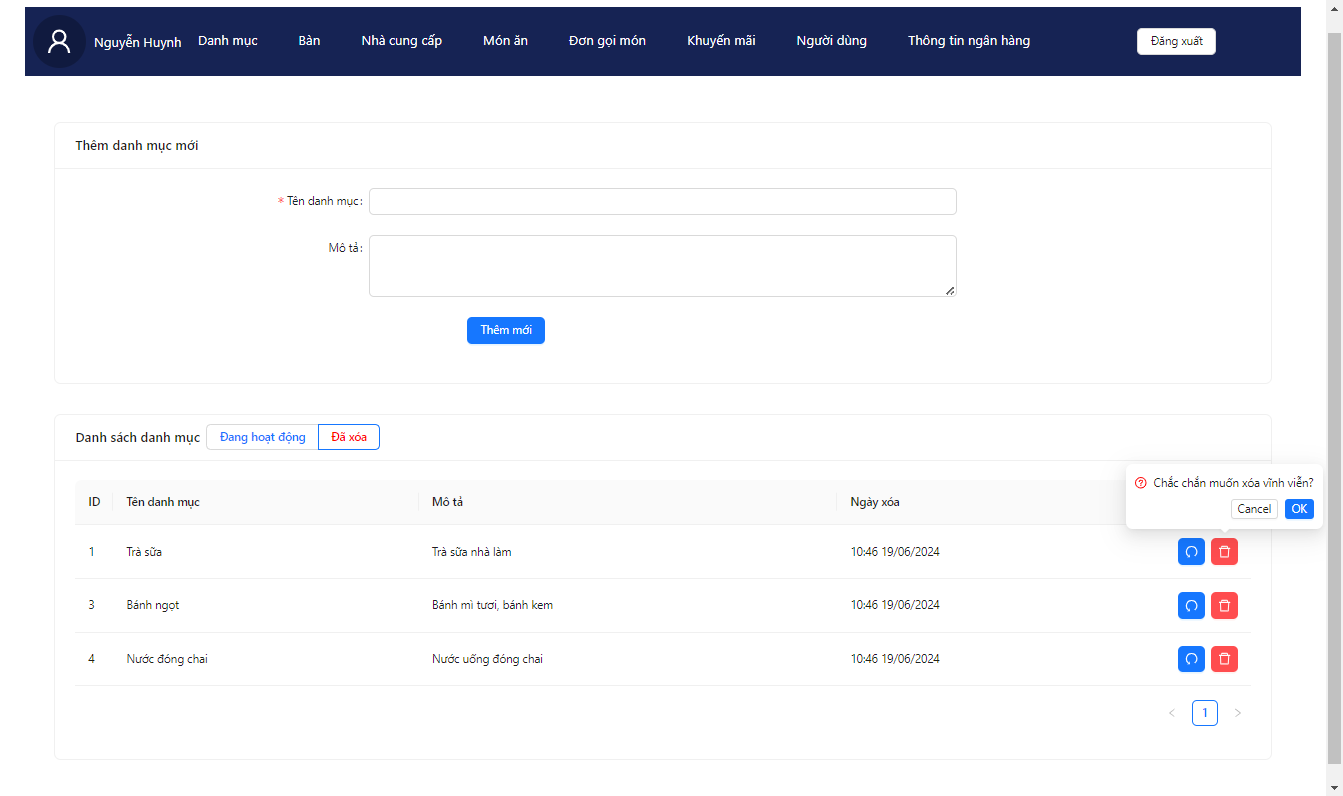 Nguyễn Huynh Danh mục Bàn Nhà cung cấp Món ăn Đơn gọi món Khuyến mãi Người dùng Thông tin ngân hàng Đăng xuất
Thêm danh mục mới
* Tên danh mục:
Mô tả:
Thêm mới
Danh sách danh mục Đang hoạt động Đã xóa
Chắc chắn muốn xóa vĩnh viễn?
Cancel OK
ID Tên danh mục Mô tả Ngày xóa
1 Trà sữa Trà sữa nhà làm 10:46 19/06/2024
3 Bánh ngọt Bánh mì tươi, bánh kem 10:46 19/06/2024
4 Nước đóng chai Nước uống đóng chai 10:46 19/06/2024
< 1 >